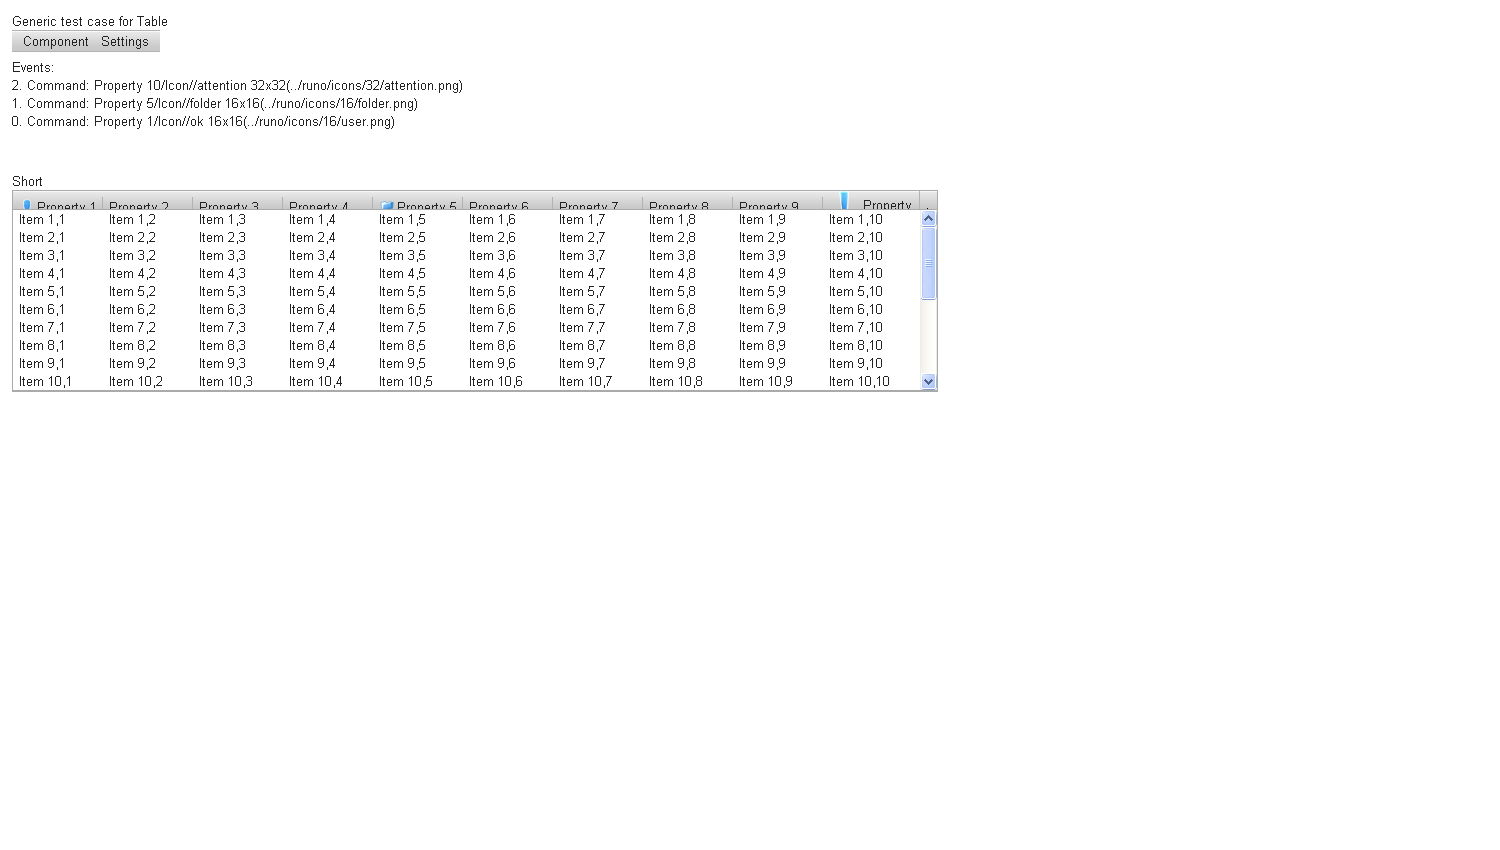 Generic test case for Table
Component Settings
Events:
2. Command: Property 10/Icon//attention 32x32(../runo/icons/32/attention.png)
1. Command: Property 5/Icon//folder 16x16(../runo/icons/16/folder.png)
0. Command: Property 1/Icon//ok 16x16(../runo/icons/16/user.png)
Short
Property 1 Property 2 Property 3 Property 4 Property 5 Property 6 Property 7 Property 8 Property 9 Property
Item 1,1 Item 1,2 Item 1,3 Item 1,4 Item 1,5 Item 1,6 Item 1,7 Item 1,8 Item 1,9 Item 1,10
Item 2,1 Item 2,2 Item 2,3 Item 2,4 Item 2,5 Item 2,6 Item 2,7 Item 2,8 Item 2,9 Item 2,10
Item 3,1 Item 3,2 Item 3,3 Item 3,4 Item 3,5 Item 3,6 Item 3,7 Item 3,8 Item 3,9 Item 3,10
Item 4,1 Item 4,2 Item 4,3 Item 4,4 Item 4,5 Item 4,6 Item 4,7 Item 4,8 Item 4,9 Item 4,10
Item 5,1 Item 5,2 Item 5,3 Item 5,4 Item 5,5 Item 5,6 Item 5,7 Item 5,8 Item 5,9 Item 5,10
Item 6,1 Item 6,2 Item 6,3 Item 6,4 Item 6,5 Item 6,6 Item 6,7 Item 6,8 Item 6,9 Item 6,10
Item 7,1 Item 7,2 Item 7,3 Item 7,4 Item 7,5 Item 7,6 Item 7,7 Item 7,8 Item 7,9 Item 7,10
Item 8,1 Item 8,2 Item 8,3 Item 8,4 Item 8,5 Item 8,6 Item 8,7 Item 8,8 Item 8,9 Item 8,10
Item 9,1 Item 9,2 Item 9,3 Item 9,4 Item 9,5 Item 9,6 Item 9,7 Item 9,8 Item 9,9 Item 9,10
Item 10,1 Item 10,2 Item 10,3 Item 10,4 Item 10,5 Item 10,6 Item 10,7 Item 10,8 Item 10,9 Item 10,10